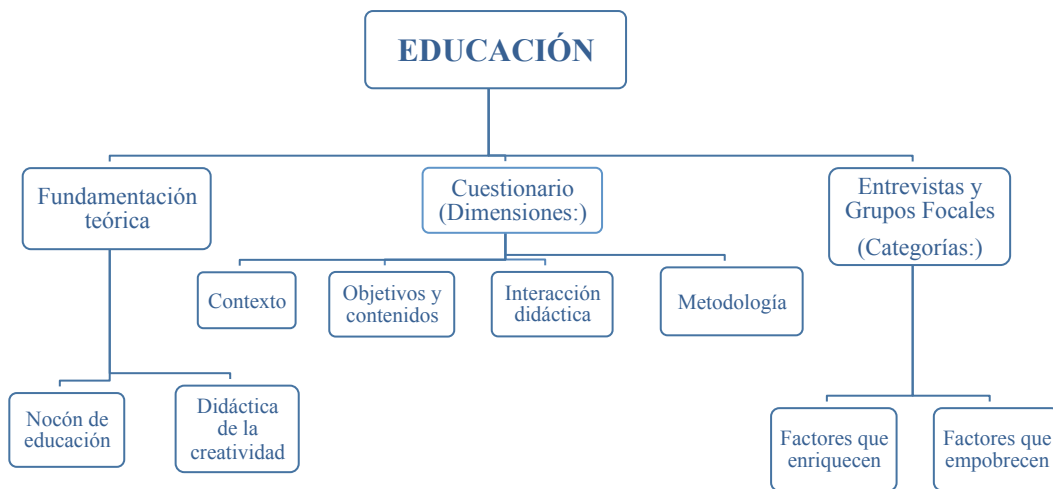 EDUCACIÓN
Fundamentación
teórica
Cuestionario
(Dimensiones:)
Entrevistas y
Grupos Focales
(Categorías:)
Contexto
Objetivos y
contenidos
Interacción
didáctica
Metodología
Nocón de
educación
Didáctica
de la
creatividad
Factores que
enriquecen
Factores que
empobrecen